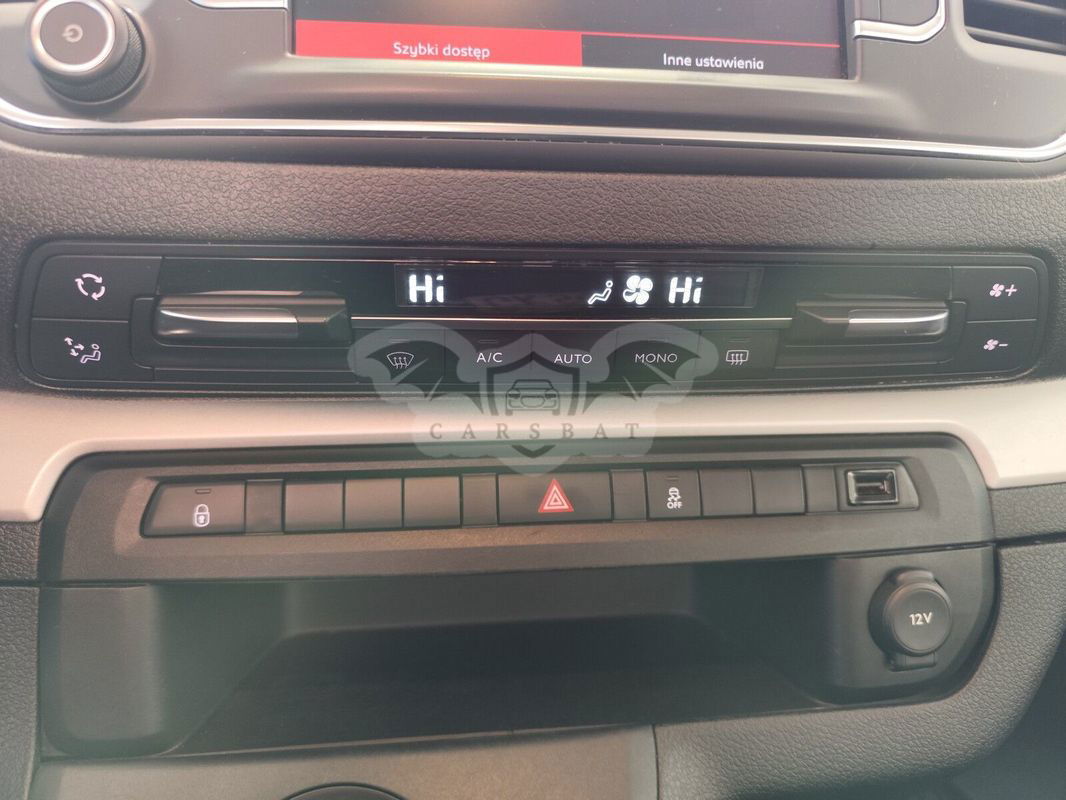 Szybki dostęp
Inne ustawienia
Hi Hi
A/C AUTO MONO
CARSBAT
OFF
12V